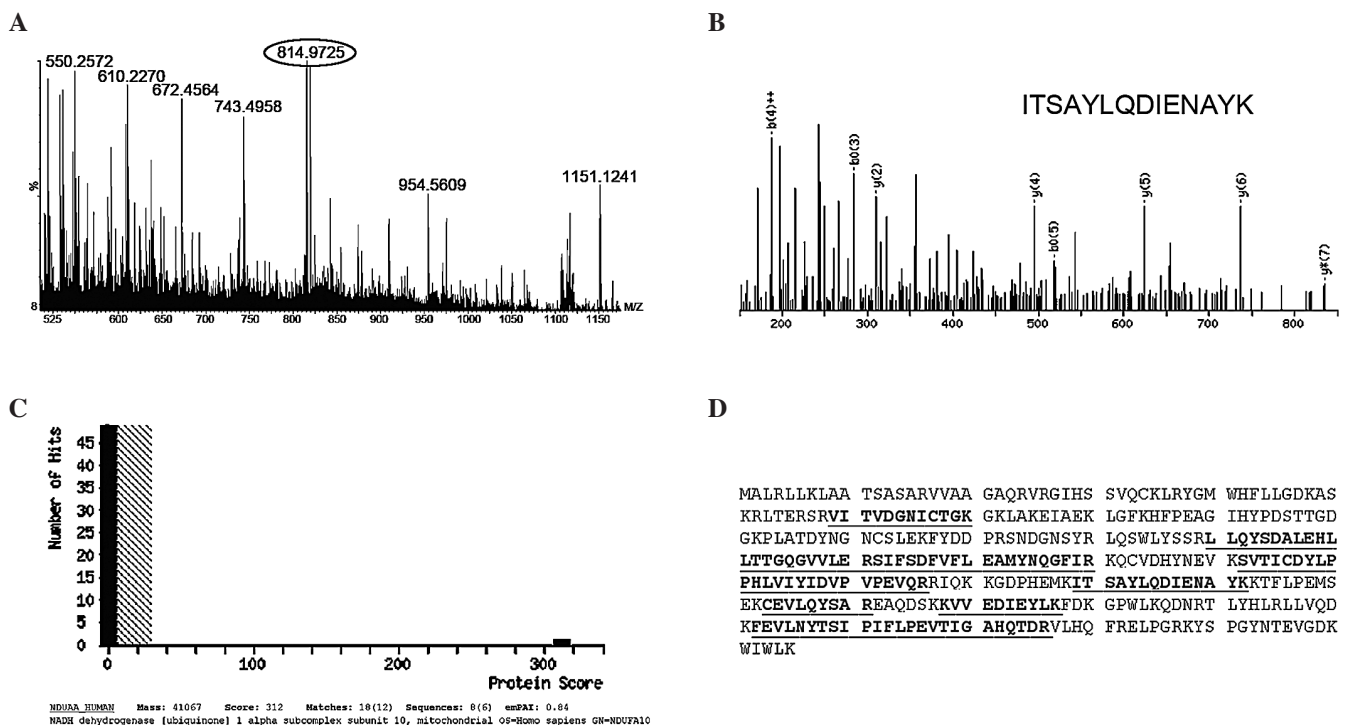 A
550.2572
610.2270
672.4564
743.4958
814.9725
954.5609
1151.1241
%
8
M/Z
525 600 650 700 750 800 850 900 950 1000 1050 1100 1150
B
ITSAYLQDIENAYK
b(4)++
b0(3)
y(2)
y(4)
b0(5)
y(5)
y(6)
y*(7)
200 300 400 500 600 700 800
C
Number of Hits
45
40
35
30
25
20
15
10
5
0
0 100 200 300
Protein Score
NDUAA_HUMAN Mass: 41067 Score: 312 Matches: 18(12) Sequences: 8(6) emPAI: 0.84
NADH dehydrogenase [ubiquinone] 1 alpha subcomplex subunit 10, mitochondrial OS=Homo sapiens GN=NDUFA10
D
MALRLLKLAA TSASARVVAA GAQRVRGIHS SVQCKLRYGM WHFLLGDKAS
KRLTERSRVI TVDGNICTGK GKLAKEIAEK LGFKHFPEAG IHYPDSTTGD
GKPLATDYNG NCSLEKFYDD PRSNDGNSYR LQSWLYSSRL LQYSDALEHL
LTTGQGVVLE RSIFSDFVFL EAMYNQGFIR KQCVDHYNEV KSVTICDYLP
PHLVIYIDVP VPEVQRRIQK KGDPHEMKIT SAYLQDIENA YKKTFLPEMS
EKCEVLQYSA REAQDSKKVV EDIEYLKFDK GPWLKQDNRT LYHLRLLVQD
KFEVLNYTSI PIFLPEVTIG AHQTDRVLHQ FRELPGRKYS PGYNTEVGDK
WIWLK